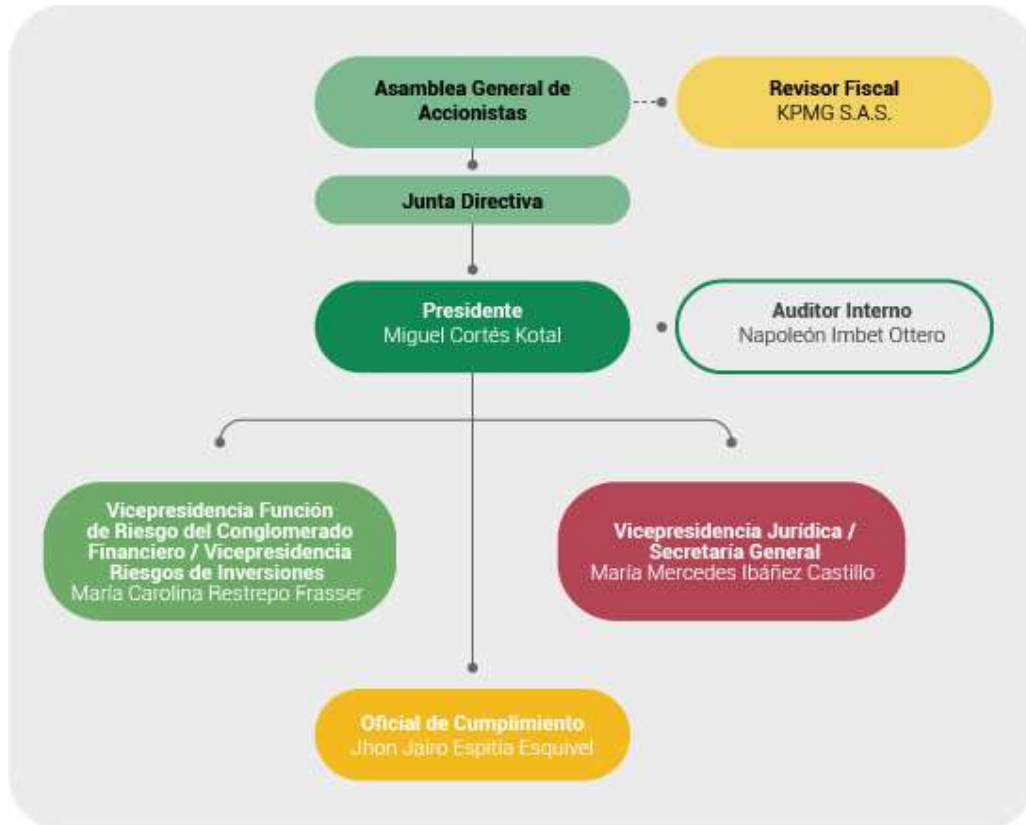 Asamblea General de
Accionistas
Revisor Fiscal
KPMG S.A.S.
Junta Directiva
Presidente
Miguel Cortés Kotal
Auditor Interno
Napoleón Imbet Ottero
Vicepresidencia Función
de Riesgo del Conglomerado
Financiero / Vicepresidencia
Riesgos de Inversiones
María Carolina Restrepo Frasser
Vicepresidencia Jurídica /
Secretaría General
María Mercedes Ibáñez Castillo
Oficial de Cumplimiento
Jhon Jairo Espitia Esquivel